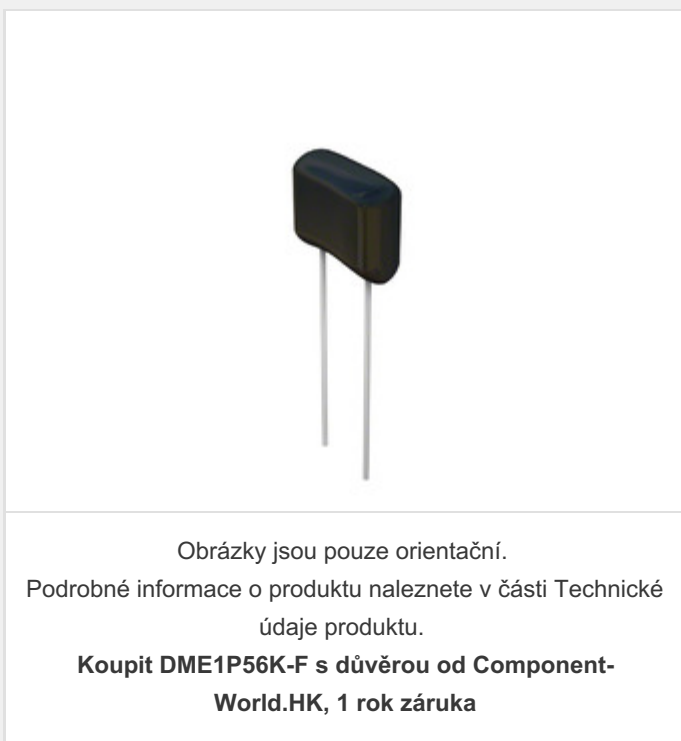 Obrázky jsou pouze orientační.
Podrobné informace o produktu naleznete v části Technické
údaje produktu.
Koupit DME1P56K-F s důvěrou od Component-
World.HK, 1 rok záruka